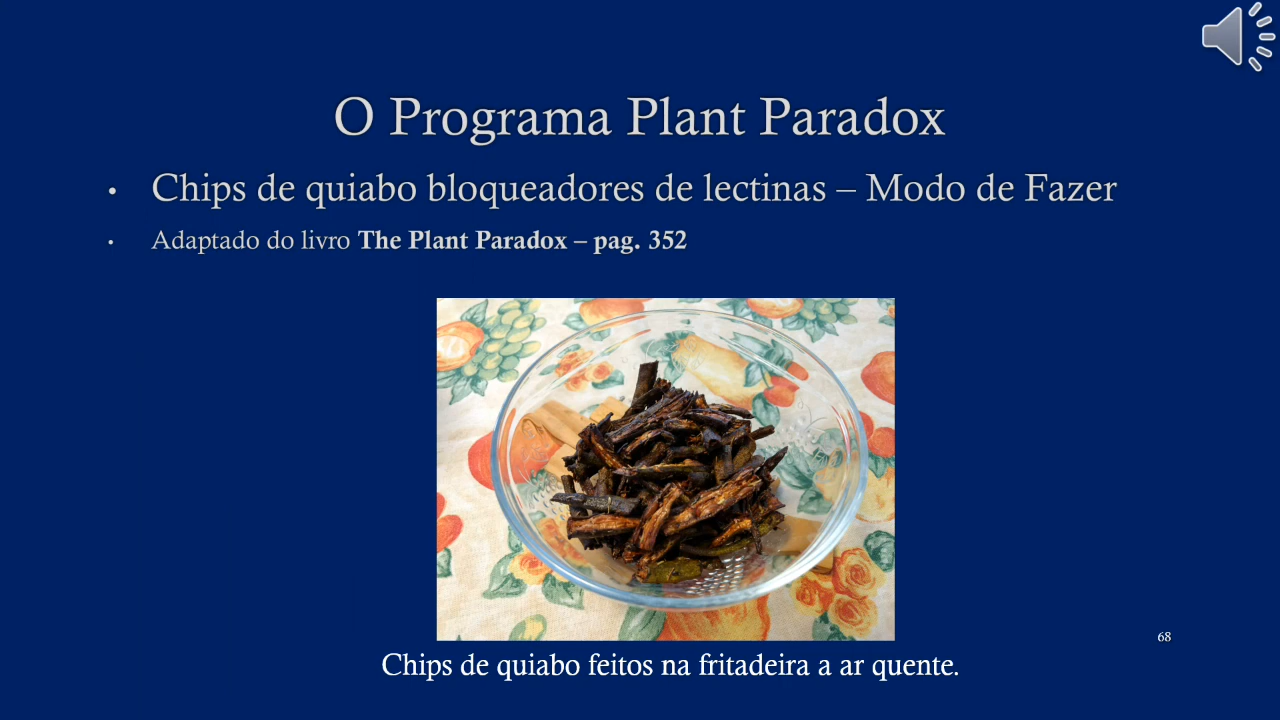 O Programa Plant Paradox
• Chips de quiabo bloqueadores de lectinas – Modo de Fazer
• Adaptado do livro The Plant Paradox – pag. 352
68
Chips de quiabo feitos na fritadeira a ar quente.